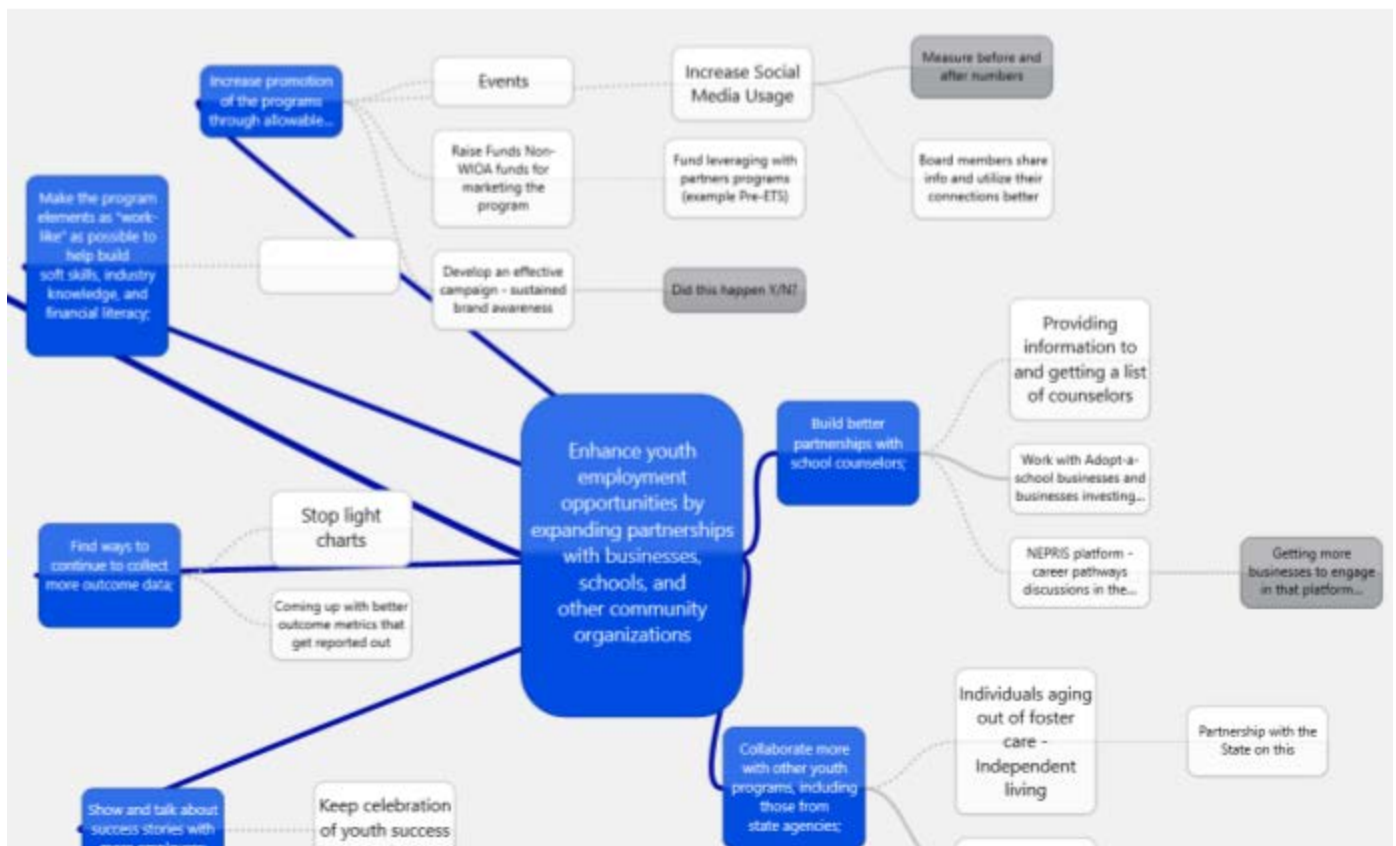 Increase promotion
of the programs
through allowable...
Events
Increase Social
Media Usage
Measure before and
after numbers
Raise Funds Non-
WIOA funds for
marketing the
program
Fund leveraging with
partners programs
(example Pre-ETS)
Board members share
info and utilize their
connections better
Develop an effective
campaign - sustained
brand awareness
Did this happen Y/N?
Make the program
elements as "work-
like" as possible to
help build
soft skills, industry
knowledge, and
financial literacy;
Enhance youth
employment
opportunities by
expanding partnerships
with businesses,
schools, and
other community
organizations
Build better
partnerships with
school counselors;
Providing
information to
and getting a list
of counselors
Work with Adopt-a-
school businesses and
businesses investing...
NEPRIS platform -
career pathways
discussions in the...
Getting more
businesses to engage
in that platform...
Find ways to
continue to collect
more outcome data;
Stop light
charts
Coming up with better
outcome metrics that
get reported out
Collaborate more
with other youth
programs, including
those from
state agencies;
Individuals aging
out of foster
care -
Independent
living
Partnership with the
State on this
Show and talk about
success stories with
Keep celebration
of youth success